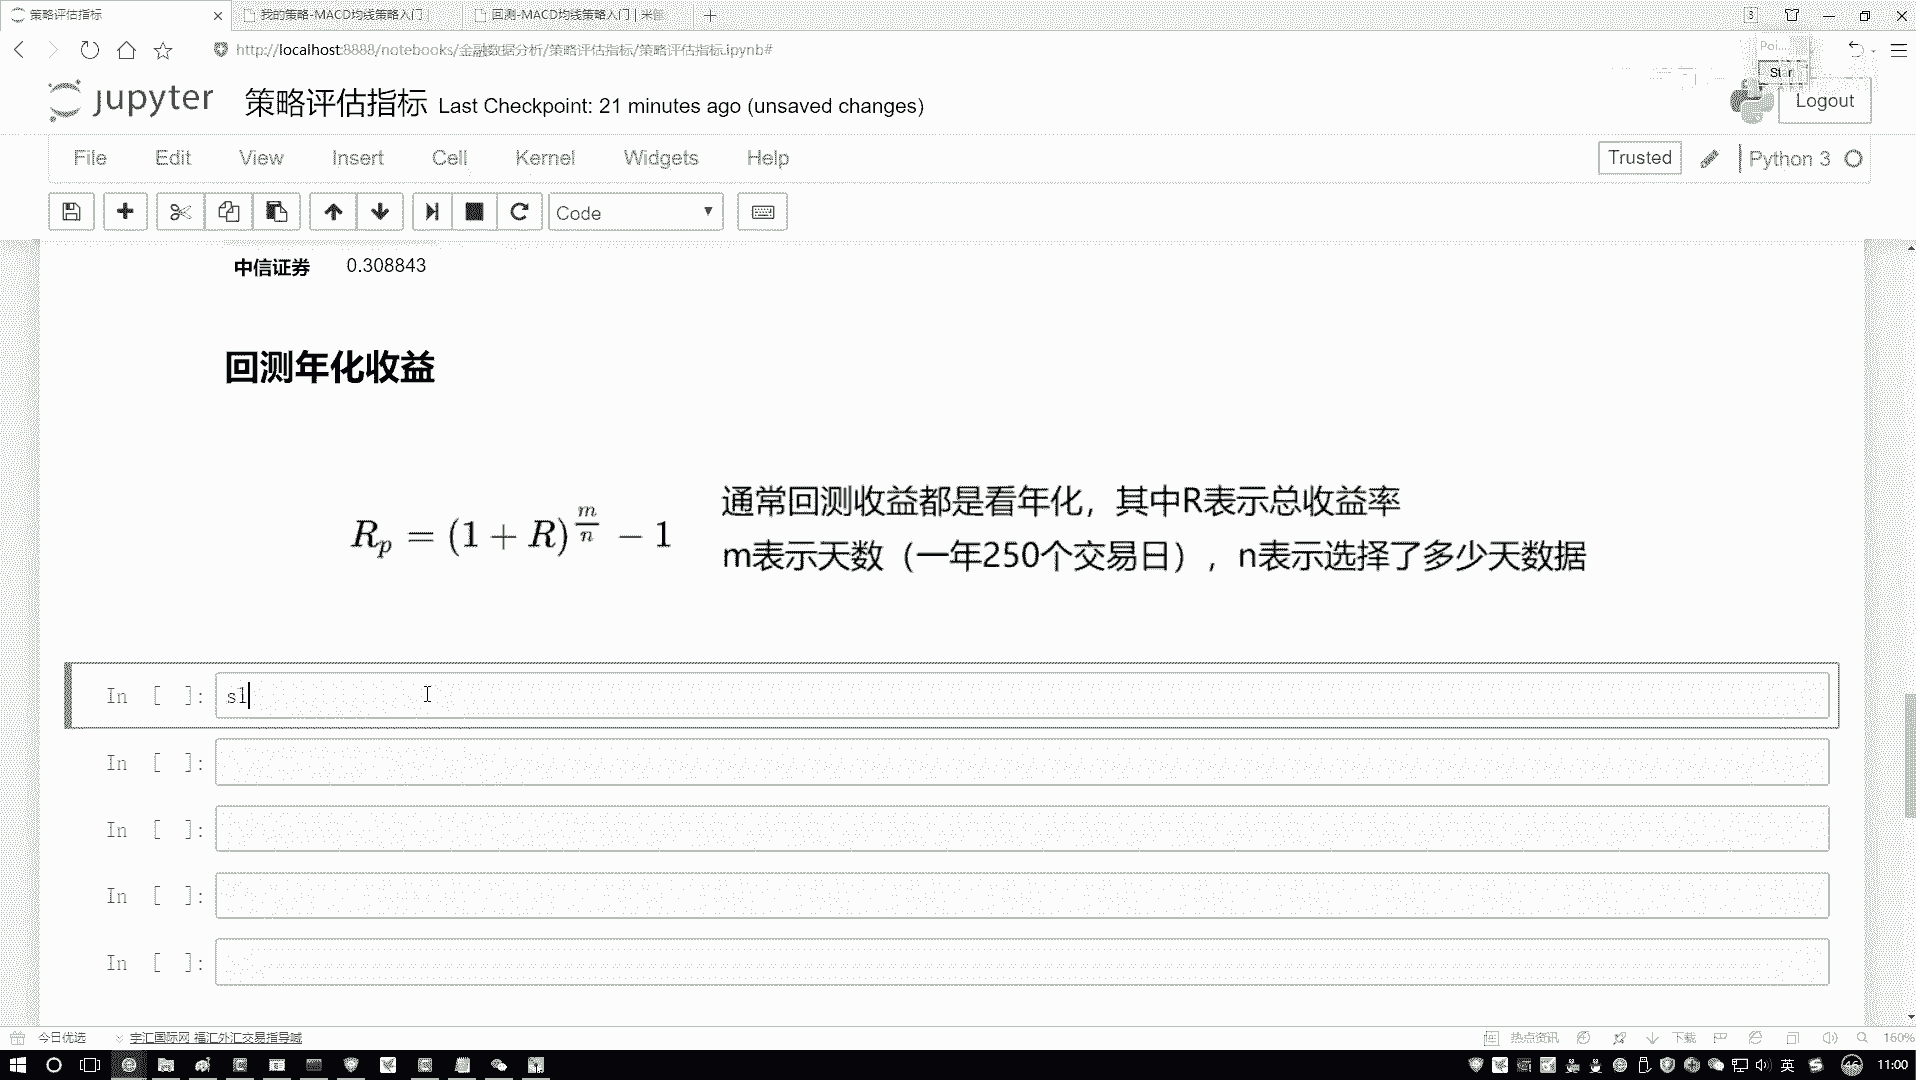 策略评估指标
我的策略-MACD均线策略入门
回测-MACD均线策略入门 | 米筐
3
http://localhost:8888/notebooks/金融数据分析/策略评估指标/策略评估指标.ipynb#
Poi...
jupyter 策略评估指标 Last Checkpoint: 21 minutes ago (unsaved changes)
Logout
File Edit View Insert Cell Kernel Widgets Help
Trusted Python 3
Code
中信证券 0.308843
回测年化收益
R_p = (1 + R)^{m/n} − 1
通常回测收益都是看年化，其中R表示总收益率
m表示天数（一年250个交易日），n表示选择了多少天数据
In [ ]: s1
In [ ]:
In [ ]:
In [ ]:
In [ ]:
今日优选 宇汇国际网 福汇外汇交易指导喊
热点资讯 下载 160%
英 46 11:00